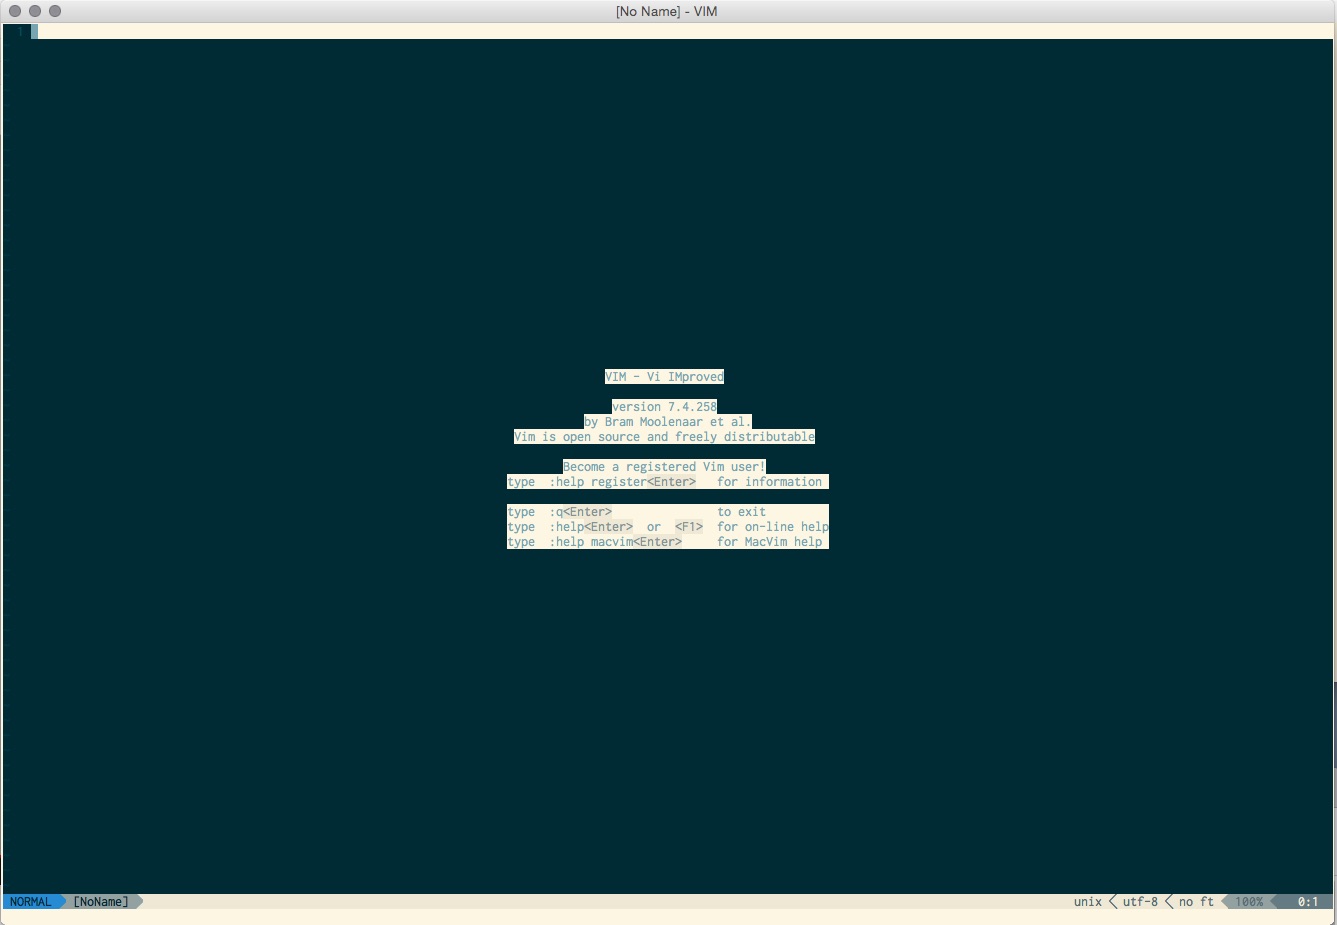 [No Name] - VIM
1
VIM - Vi IMproved
version 7.4.258
by Bram Moolenaar et al.
Vim is open source and freely distributable
Become a registered Vim user!
type  :help register<Enter>   for information
type  :q<Enter>               to exit
type  :help<Enter>  or  <F1>  for on-line help
type  :help macvim<Enter>     for MacVim help
NORMAL [NoName] unix utf-8 no ft 100% 0:1